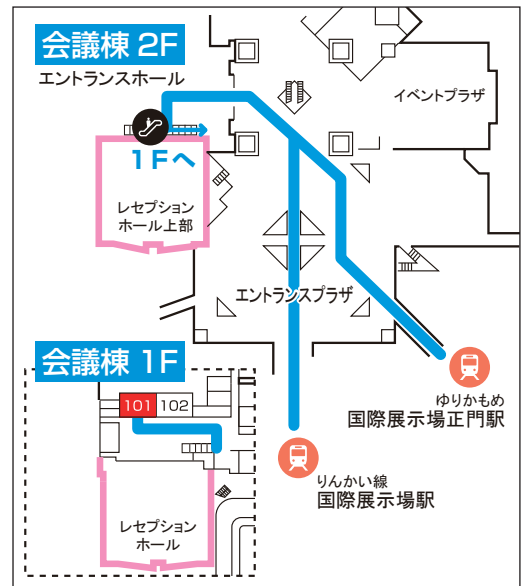 会議棟 2F
エントランスホール
イベントプラザ
1Fへ
レセプション
ホール上部
エントランスプラザ
会議棟 1F
101 102
ゆりかもめ
国際展示場正門駅
りんかい線
国際展示場駅
レセプション
ホール